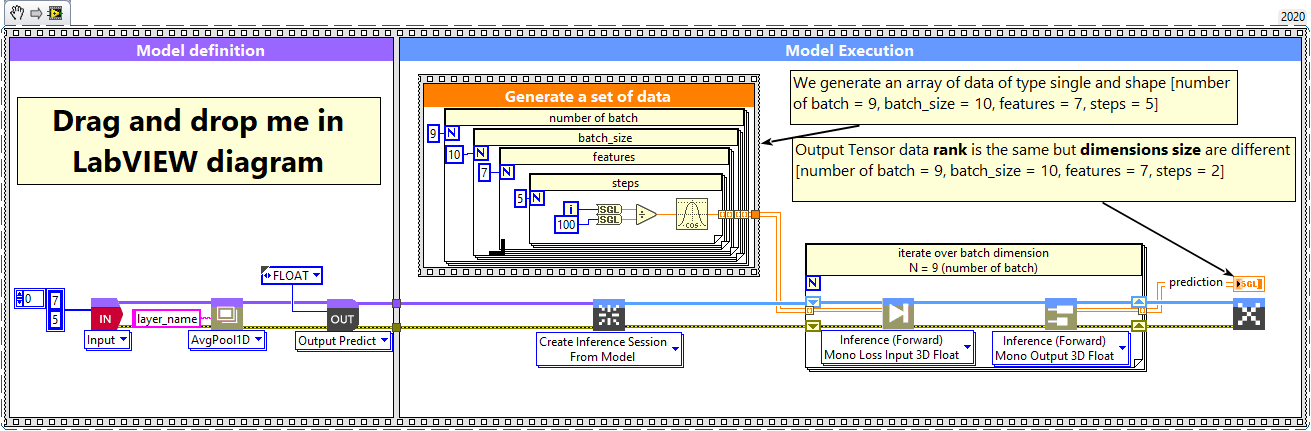 2020
Model definition
Model Execution
Drag and drop me in
LabVIEW diagram
Generate a set of data
number of batch
9
N
batch_size
10
N
features
7
N
steps
5
N
i
100
SGL
SGL
÷
cos
We generate an array of data of type single and shape [number
of batch = 9, batch_size = 10, features = 7, steps = 5]
Output Tensor data rank is the same but dimensions size are different
[number of batch = 9, batch_size = 10, features = 7, steps = 2]
iterate over batch dimension
N = 9 (number of batch)
N
prediction
SGL
FLOAT
0
7
5
IN
layer_name
OUT
Input
AvgPool1D
Output Predict
Create Inference Session
From Model
Inference (Forward)
Mono Loss Input 3D Float
Inference (Forward)
Mono Output 3D Float